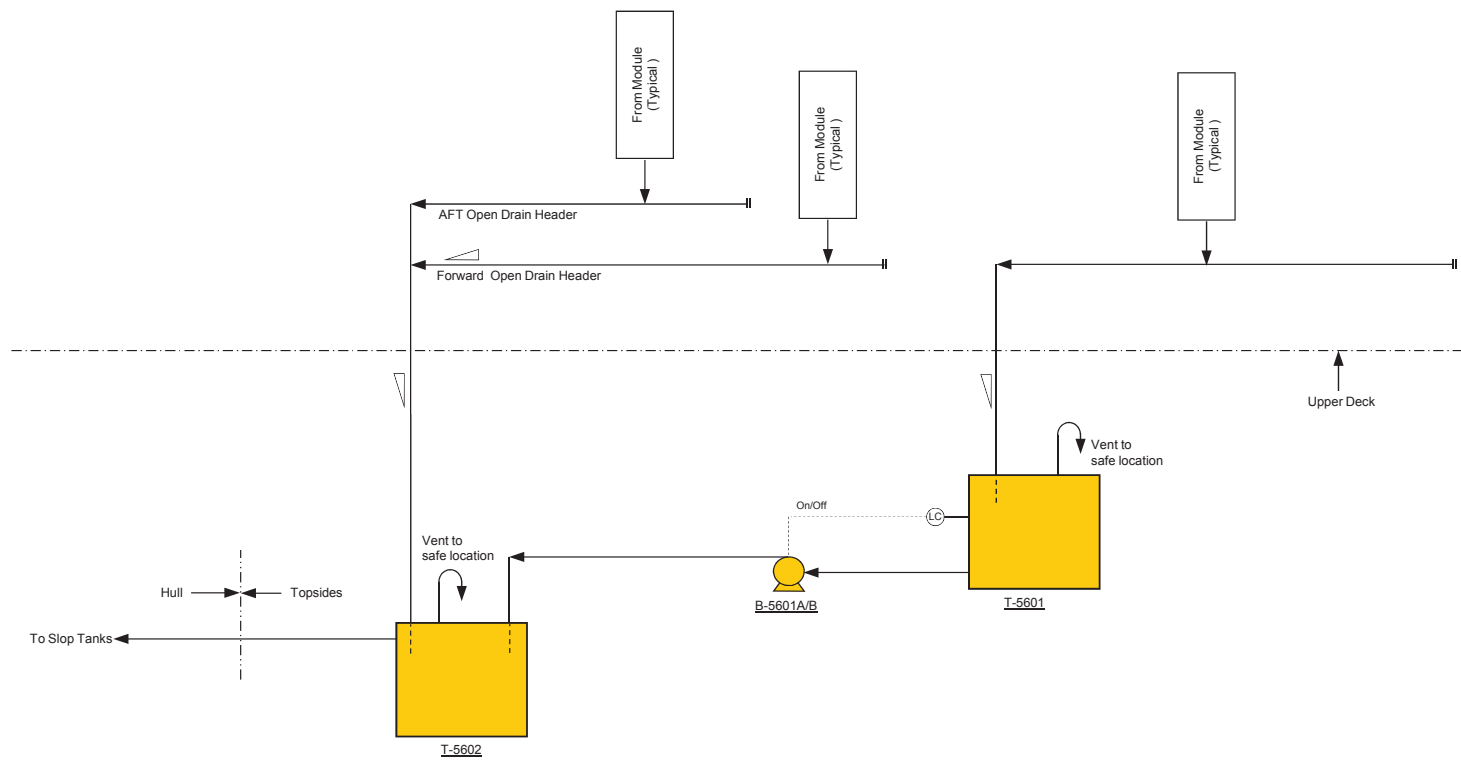 From Module
(Typical )
From Module
(Typical )
From Module
(Typical )
AFT Open Drain Header
Forward Open Drain Header
Upper Deck
Vent to
safe location
On/Off
LC
Vent to
safe location
Hull
Topsides
B-5601A/B
T-5601
To Slop Tanks
T-5602